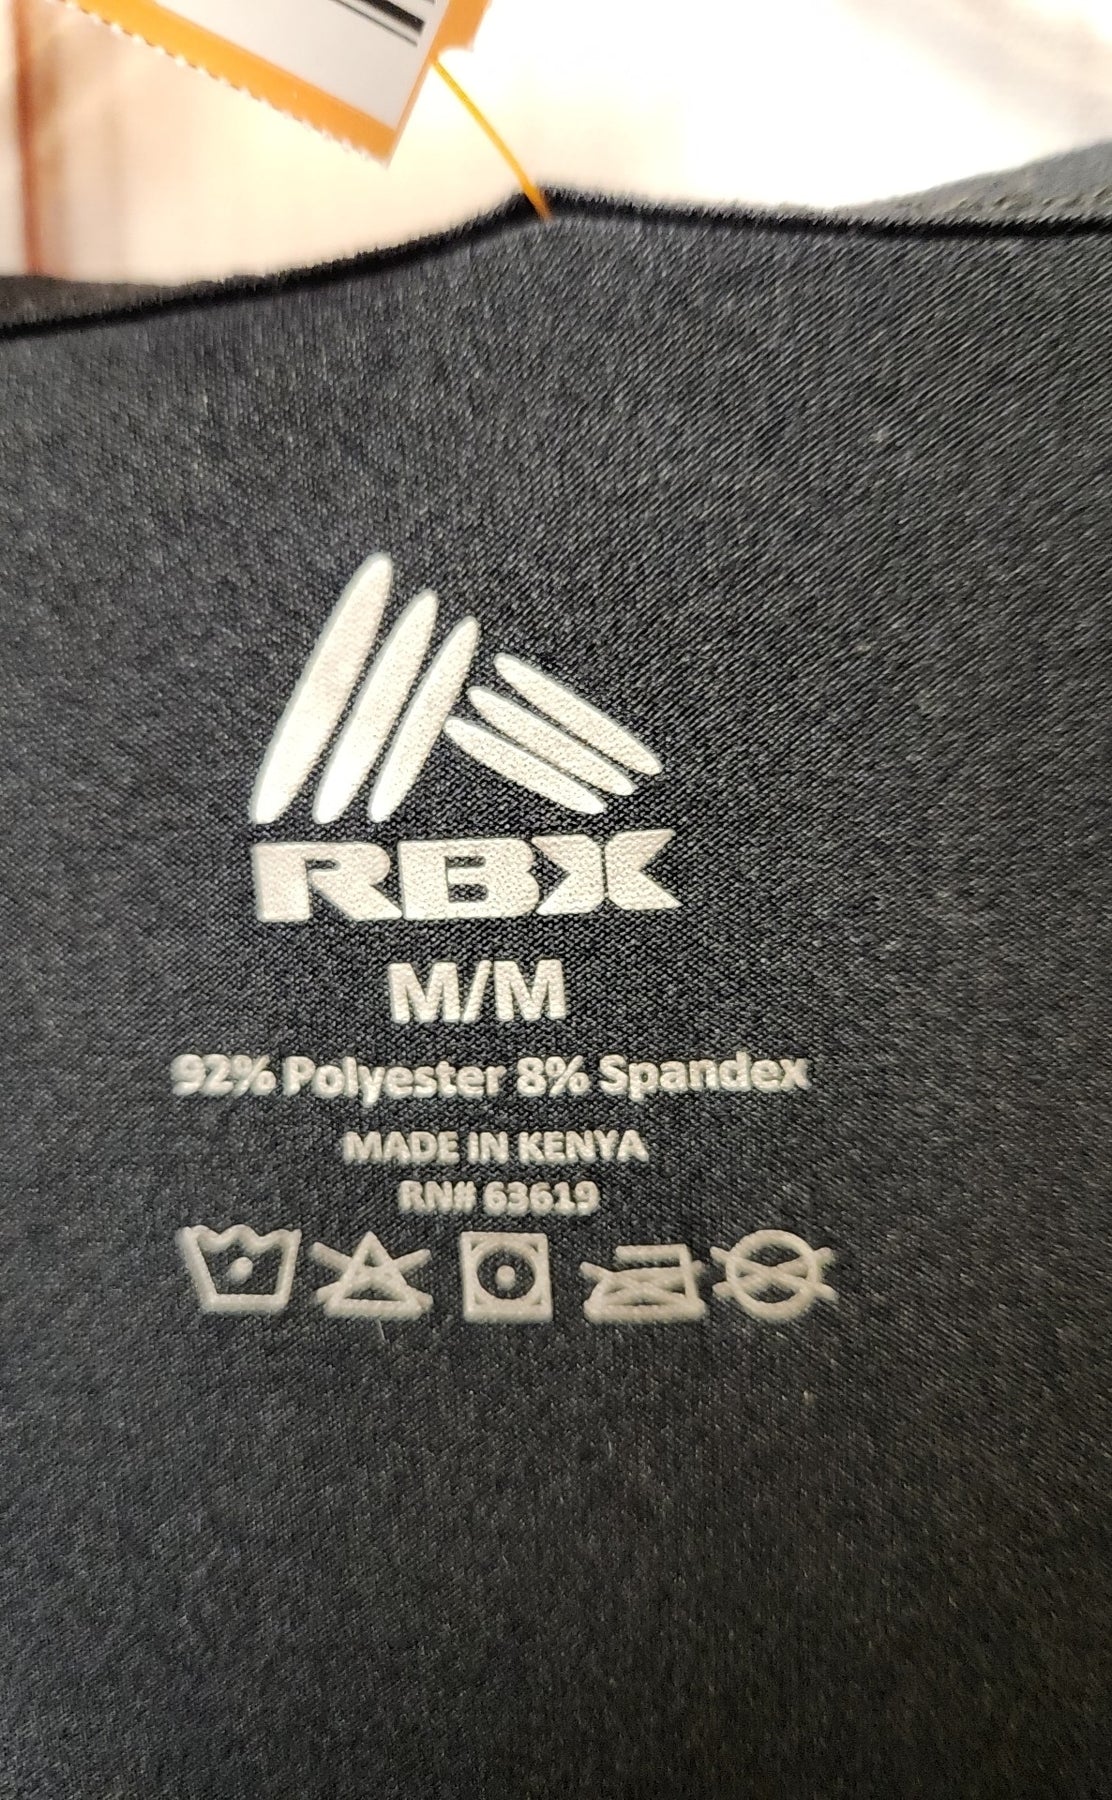 RBX
M/M
92% Polyester 8% Spandex
MADE IN KENYA
RN# 63619